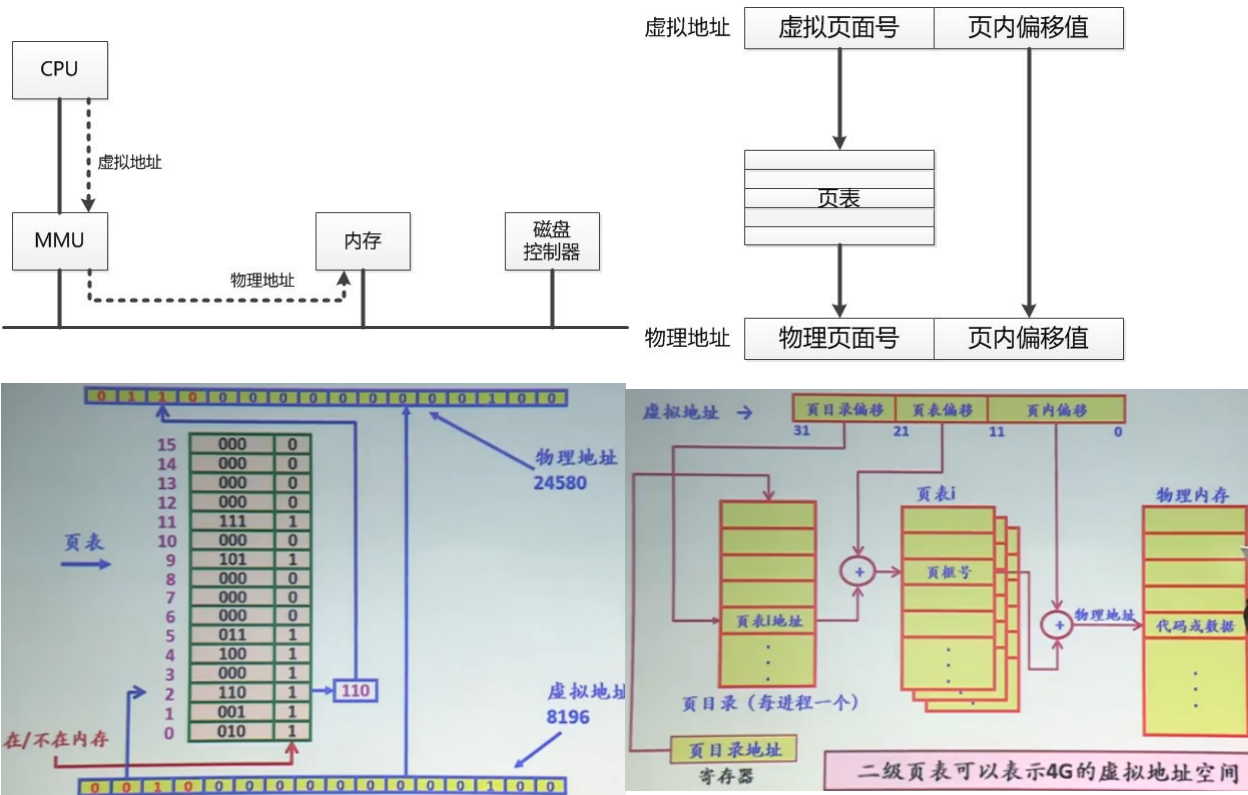 CPU
虚拟地址
MMU
内存
磁盘
控制器
物理地址
虚拟地址
虚拟页面号
页内偏移值
页表
物理地址
物理页面号
页内偏移值
0 1 1 0 0 0 0 0 0 0 0 0 0 1 0 0
物理地址
24580
页表
15 000 0
14 000 0
13 000 0
12 000 0
11 111 1
10 000 0
9 101 1
8 000 0
7 000 0
6 000 0
5 011 1
4 100 1
3 000 1
2 110 1
1 001 1
0 010 1
110
虚拟地址
8196
在/不在内存
0 0 1 0 0 0 0 0 0 0 0 0 0 1 0 0
虚拟地址
页目录偏移 页表偏移 页内偏移
31 21 11 0
页表i
物理内存
+
页框号
页表i地址
+
物理地址
代码或数据
页目录（每进程一个）
页目录地址
寄存器
二级页表可以表示4G的虚拟地址空间